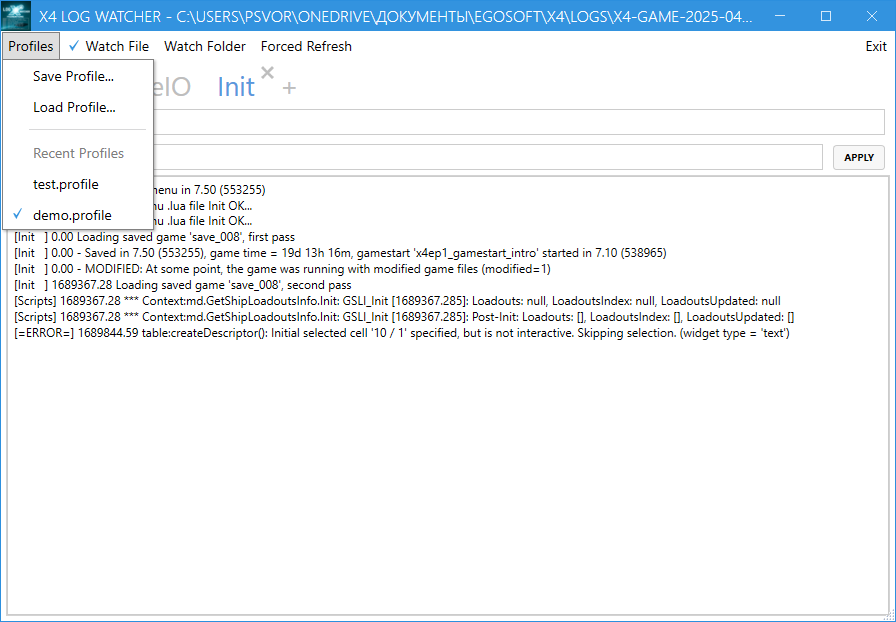 X4 LOG WATCHER - C:\USERS\PSVOR\ONEDRIVE\ДОКУМЕНТЫ\EGOSOFT\X4\LOGS\X4-GAME-2025-04...
Profiles ✓ Watch File Watch Folder Forced Refresh Exit
Save Profile...
Load Profile...
Recent Profiles
test.profile
✓ demo.profile
eIO Init × +
APPLY
menu in 7.50 (553255)
nu .lua file Init OK...
nu .lua file Init OK...
[Init ] 0.00 Loading saved game 'save_008', first pass
[Init ] 0.00 - Saved in 7.50 (553255), game time = 19d 13h 16m, gamestart 'x4ep1_gamestart_intro' started in 7.10 (538965)
[Init ] 0.00 - MODIFIED: At some point, the game was running with modified game files (modified=1)
[Init ] 1689367.28 Loading saved game 'save_008', second pass
[Scripts] 1689367.28 *** Context:md.GetShipLoadoutsInfo.Init: GSLI_Init [1689367.285]: Loadouts: null, LoadoutsIndex: null, LoadoutsUpdated: null
[Scripts] 1689367.28 *** Context:md.GetShipLoadoutsInfo.Init: GSLI_Init [1689367.285]: Post-Init: Loadouts: [], LoadoutsIndex: [], LoadoutsUpdated: []
[=ERROR=] 1689844.59 table:createDescriptor(): Initial selected cell '10 / 1' specified, but is not interactive. Skipping selection. (widget type = 'text')